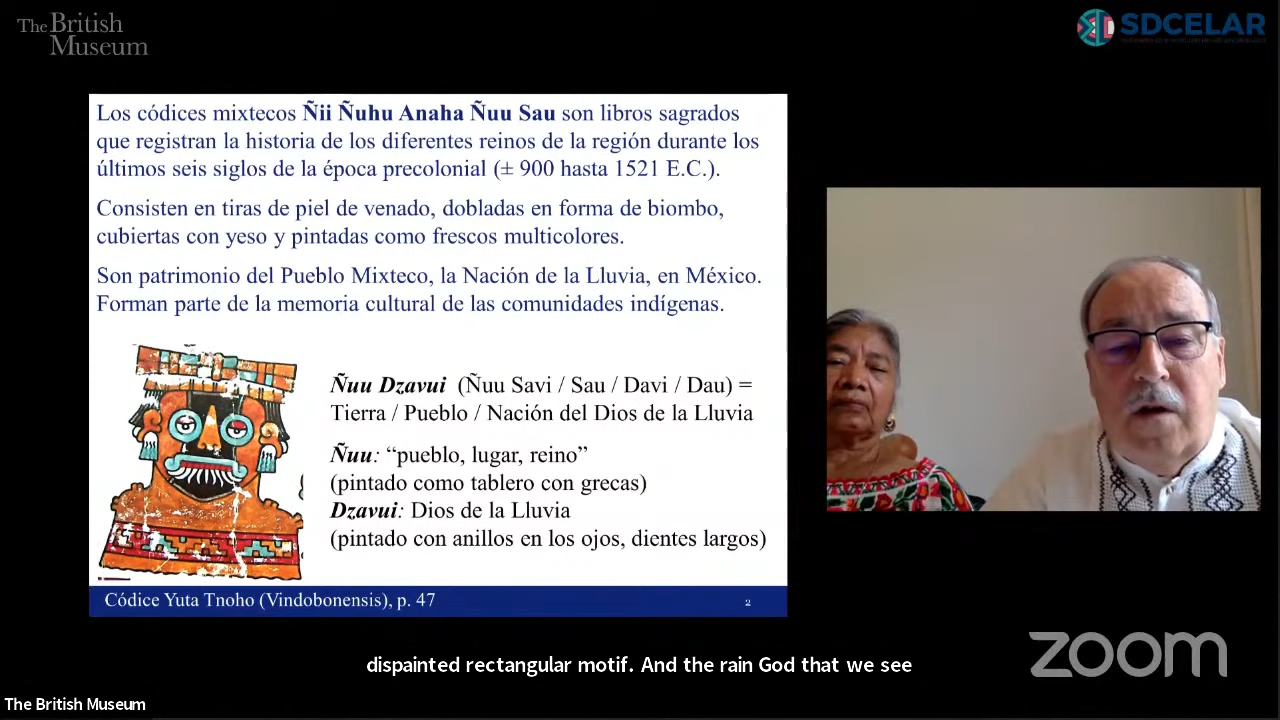 The British
Museum
SDCELAR
Los códices mixtecos Ñii Ñuhu Anaha Ñuu Sau son libros sagrados
que registran la historia de los diferentes reinos de la región durante los
últimos seis siglos de la época precolonial (± 900 hasta 1521 E.C.).
Consisten en tiras de piel de venado, dobladas en forma de biombo,
cubiertas con yeso y pintadas como frescos multicolores.
Son patrimonio del Pueblo Mixteco, la Nación de la Lluvia, en México.
Forman parte de la memoria cultural de las comunidades indígenas.
Ñuu Dzavui (Ñuu Savi / Sau / Davi / Dau) =
Tierra / Pueblo / Nación del Dios de la Lluvia
Ñuu: “pueblo, lugar, reino”
(pintado como tablero con grecas)
Dzavui: Dios de la Lluvia
(pintado con anillos en los ojos, dientes largos)
Códice Yuta Tnoho (Vindobonensis), p. 47
2
dispainted rectangular motif. And the rain God that we see
zoom
The British Museum